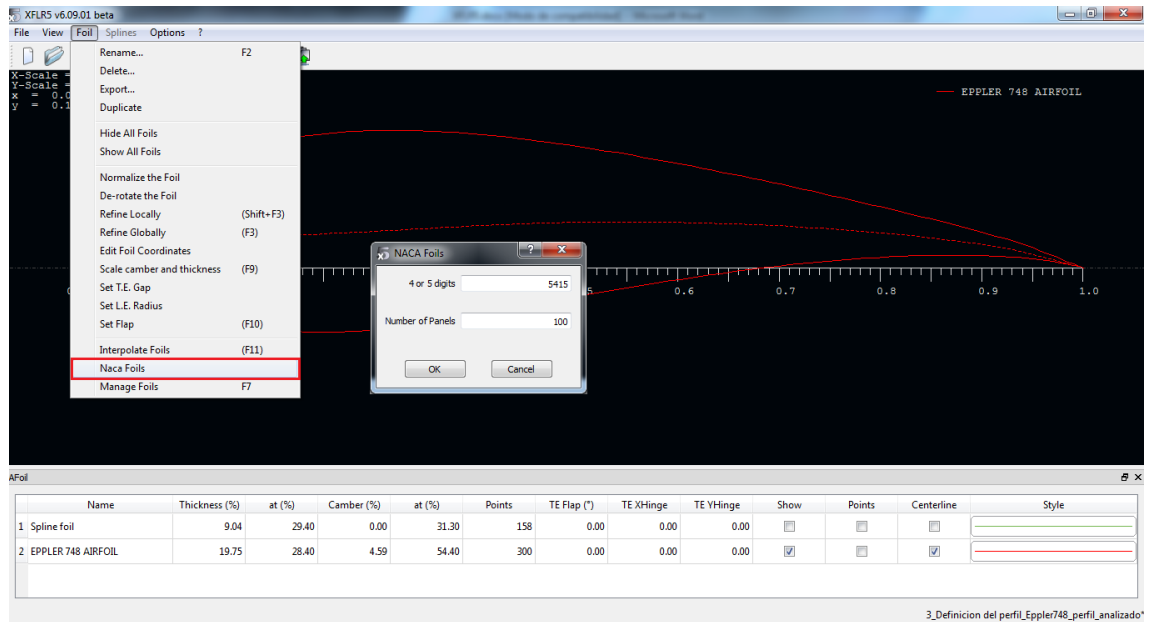 XFLR5 v6.09.01 beta
File View Foil Splines Options ?
Rename... F2
Delete...
Export...
Duplicate
Hide All Foils
Show All Foils
Normalize the Foil
De-rotate the Foil
Refine Locally (Shift+F3)
Refine Globally (F3)
Edit Foil Coordinates
Scale camber and thickness (F9)
Set T.E. Gap
Set L.E. Radius
Set Flap (F10)
Interpolate Foils (F11)
Naca Foils
Manage Foils F7
X-Scale =
Y-Scale =
x = 0.0
y = 0.1
EPPLER 748 AIRFOIL
NACA Foils
4 or 5 digits 5415
Number of Panels 100
OK Cancel
0.6 0.7 0.8 0.9 1.0
AFoil
Name Thickness (%) at (%) Camber (%) at (%) Points TE Flap (°) TE XHinge TE YHinge Show Points Centerline Style
1 Spline foil 9.04 29.40 0.00 31.30 158 0.00 0.00 0.00
2 EPPLER 748 AIRFOIL 19.75 28.40 4.59 54.40 300 0.00 0.00 0.00
3_Definicion del perfil_Eppler748_perfil_analizado*